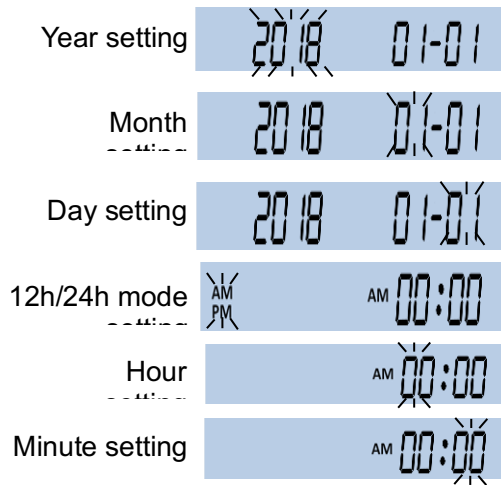 Year setting 2018 01-01
Month 2018 01-01
Day setting 2018 01-01
12h/24h mode AM PM AM 00:00
Hour AM 00:00
Minute setting AM 00:00